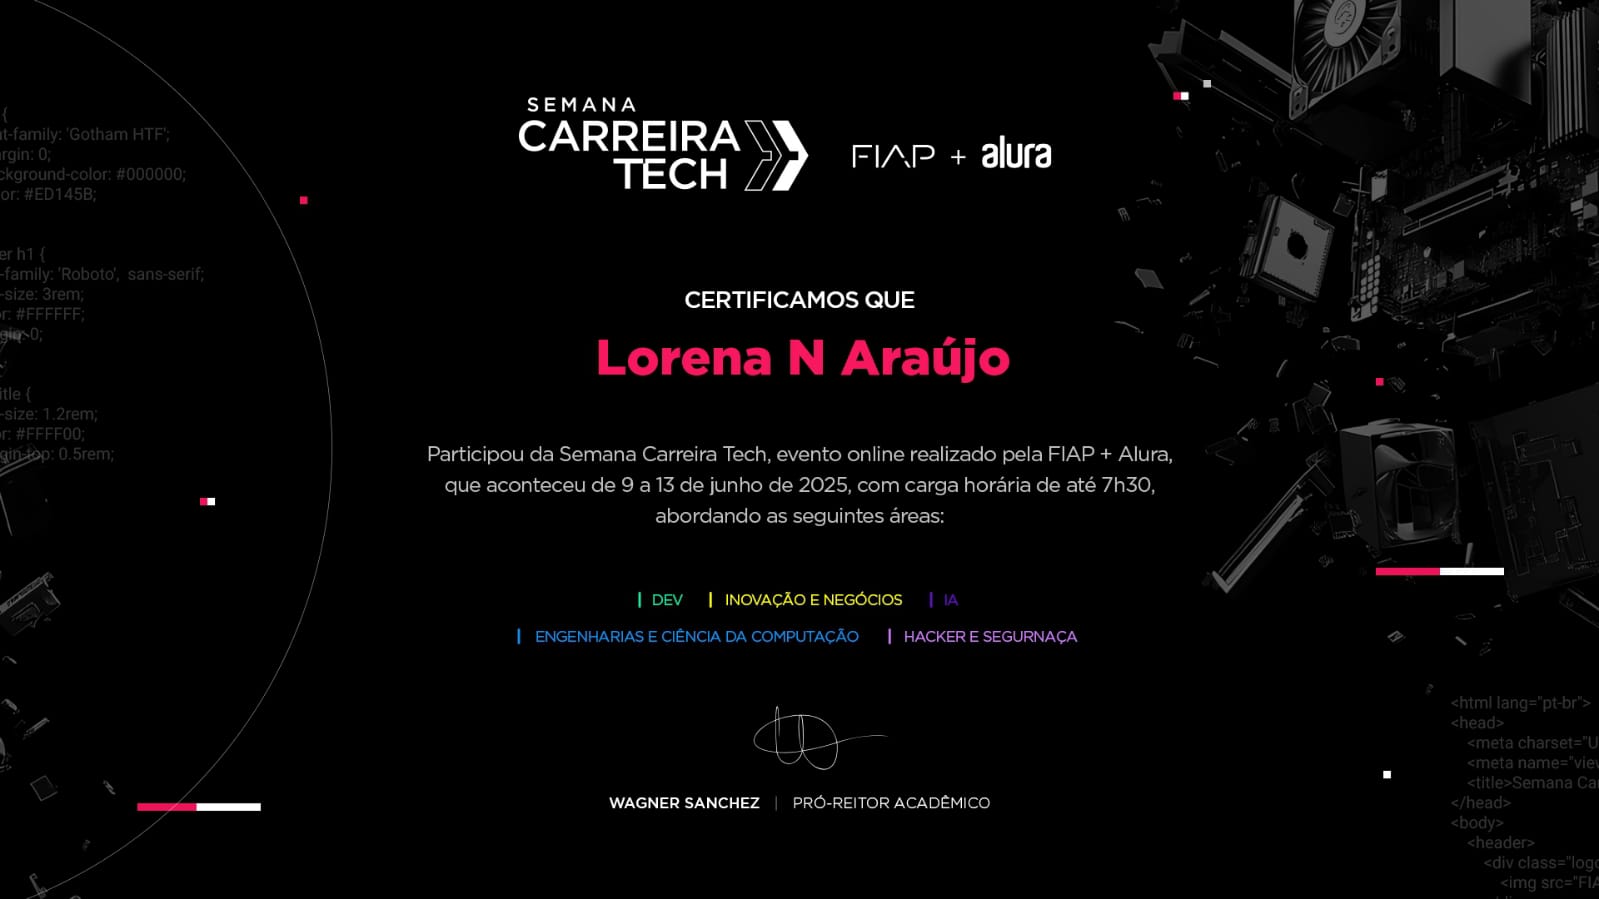 SEMANA
CARREIRA
TECH
FIAP + alura
CERTIFICAMOS QUE
Lorena N Araújo
Participou da Semana Carreira Tech, evento online realizado pela FIAP + Alura,
que aconteceu de 9 a 13 de junho de 2025, com carga horária de até 7h30,
abordando as seguintes áreas:
DEV INOVAÇÃO E NEGÓCIOS IA
ENGENHARIAS E CIÊNCIA DA COMPUTAÇÃO HACKER E SEGURNAÇA
WAGNER SANCHEZ | PRÓ-REITOR ACADÊMICO
{
t-family: 'Gotham HTF';
rgin: 0;
ckground-color: #000000;
or: #ED145B;
er h1 {
-family: 'Roboto', sans-serif;
-size: 3rem;
or: #FFFFFF;
gin: 0;
itle {
-size: 1.2rem;
r: #FFFF00;
gin-top: 0.5rem;
<html lang="pt-br">
<head>
<meta charset="U
<meta name="view
<title>Semana Ca
</head>
<body>
<header>
<div class="logo
<img src="FIA